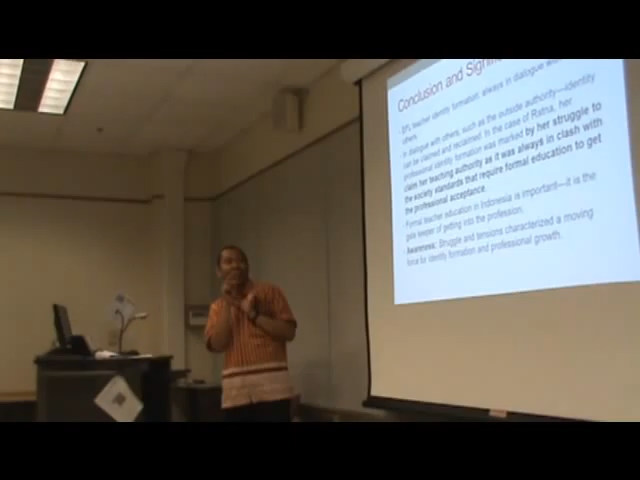 Conclusion and Signifi
- EFL teacher identity formation, always in dialogue with
others.
- In dialogue with others, such as the outside authority—identity
can be claimed and reclaimed. In the case of Ratna, her
professional identity formation was marked by her struggle to
claim her teaching authority as it was always in clash with
the society standards that require formal education to get
the professional acceptance.
- Formal teacher education in Indonesia is important—it is the
gate keeper of getting into the profession.
Awareness: Struggle and tensions characterized a moving
force for identity formation and professional growth.